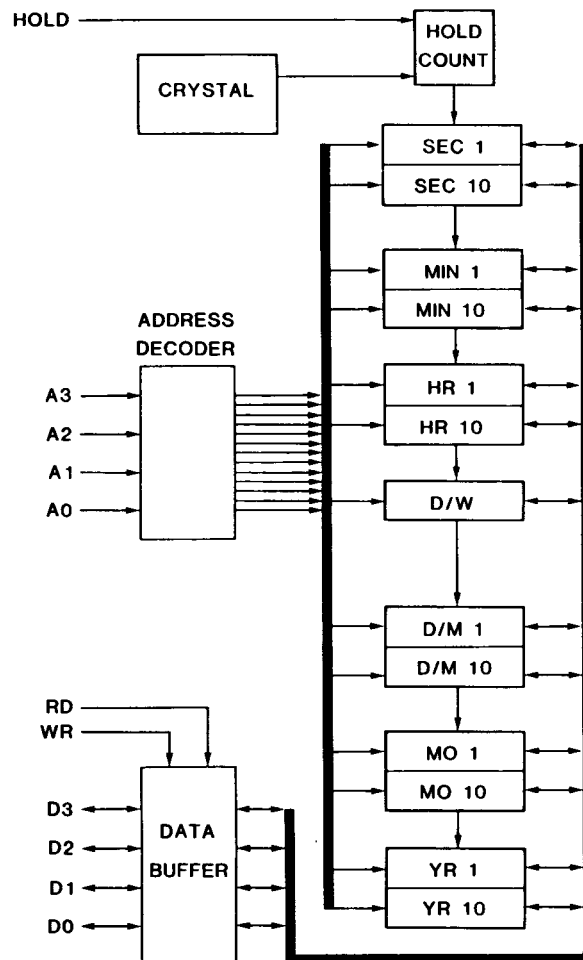 HOLD
HOLD
COUNT
CRYSTAL
SEC 1
SEC 10
MIN 1
MIN 10
ADDRESS
DECODER
A3
A2
A1
A0
HR 1
HR 10
D/W
D/M 1
D/M 10
RD
WR
MO 1
MO 10
D3
D2
D1
D0
DATA
BUFFER
YR 1
YR 10